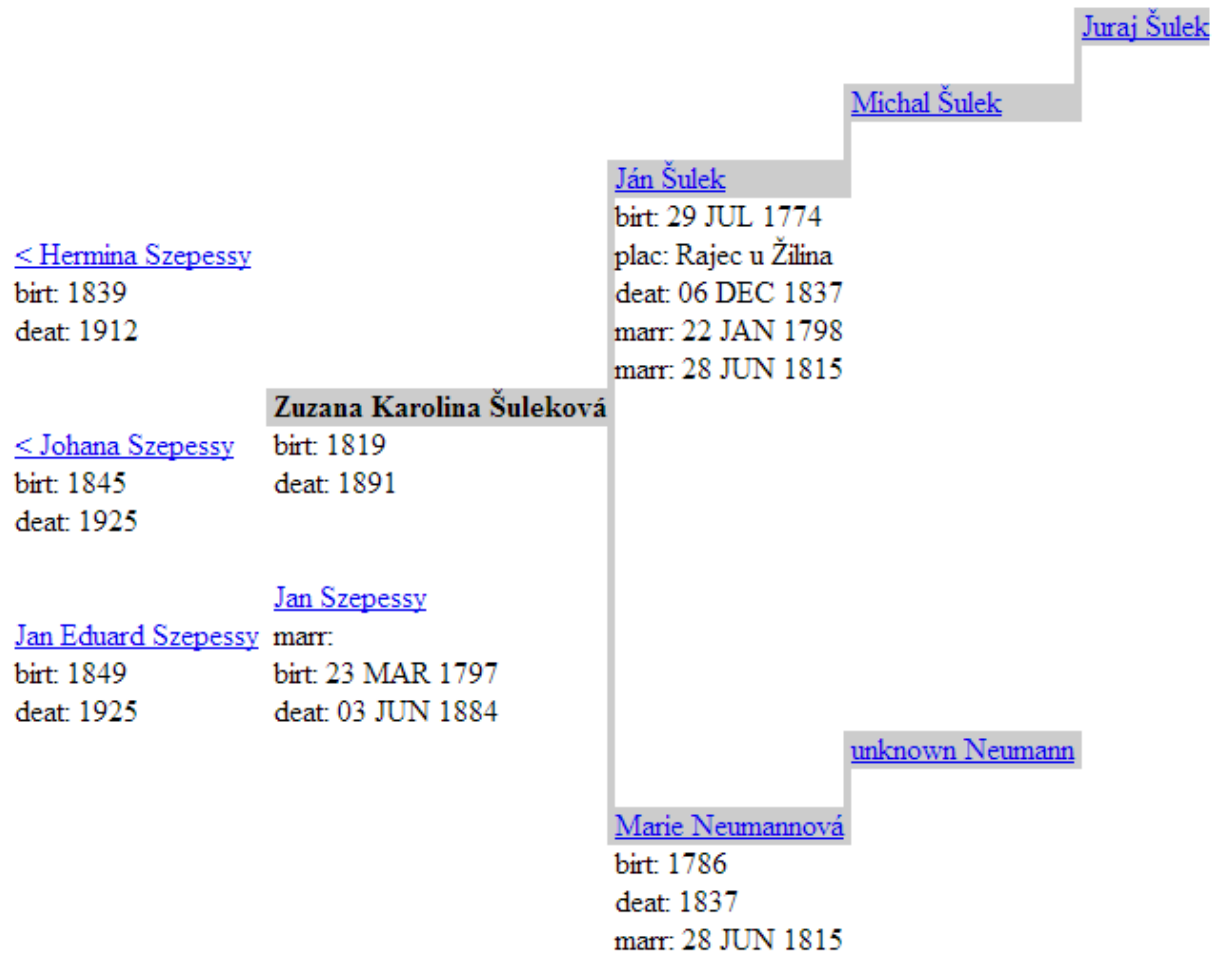 Juraj Šulek
Michal Šulek
Ján Šulek
birt: 29 JUL 1774
plac: Rajec u Žilina
deat: 06 DEC 1837
marr: 22 JAN 1798
marr: 28 JUN 1815
< Hermina Szepessy
birt: 1839
deat: 1912
Zuzana Karolina Šuleková
birt: 1819
deat: 1891
< Johana Szepessy
birt: 1845
deat: 1925
Jan Szepessy
marr:
birt: 23 MAR 1797
deat: 03 JUN 1884
Jan Eduard Szepessy
birt: 1849
deat: 1925
unknown Neumann
Marie Neumannová
birt: 1786
deat: 1837
marr: 28 JUN 1815